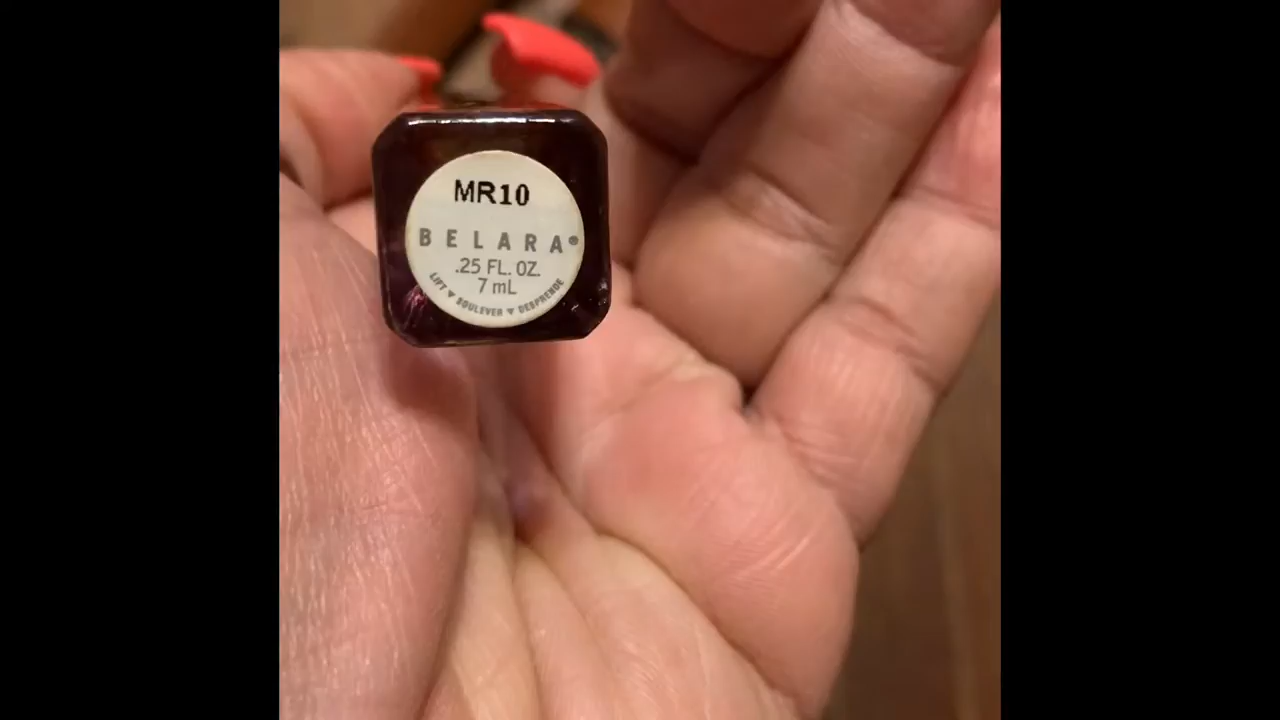 MR10
BELARA®
.25 FL. OZ.
7 mL
LIFT ▼ SOULEVER ▼ DESPRENDE